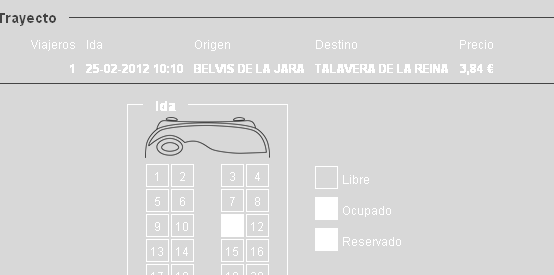 Trayecto
Viajeros Ida Origen Destino Precio
1 25-02-2012 10:10 BELVIS DE LA JARA TALAVERA DE LA REINA 3,84 €
Ida
1 2 3 4
Libre
5 6 7 8
Ocupado
9 10 12
Reservado
13 14 15 16
17 18 19 20